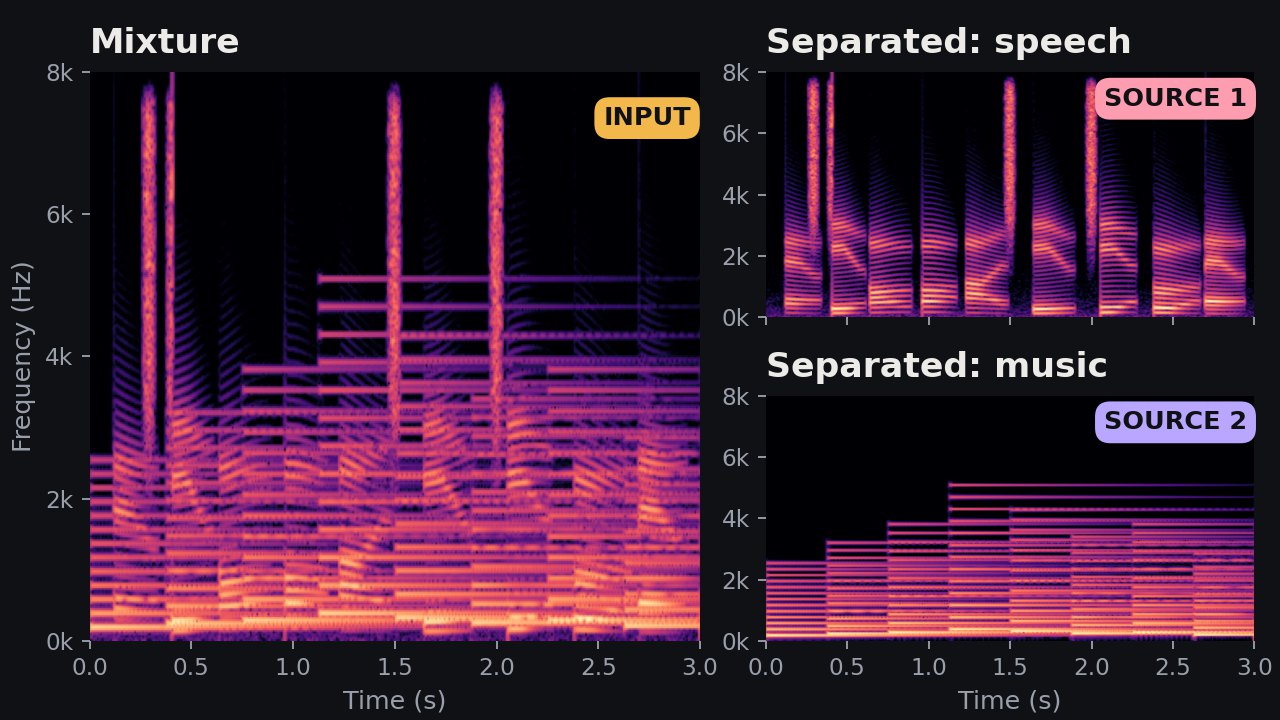 Mixture
INPUT
8k
6k
4k
2k
0k
Frequency (Hz)
0.0 0.5 1.0 1.5 2.0 2.5 3.0
Time (s)
Separated: speech
SOURCE 1
8k
6k
4k
2k
0k
Separated: music
SOURCE 2
8k
6k
4k
2k
0k
0.0 0.5 1.0 1.5 2.0 2.5 3.0
Time (s)